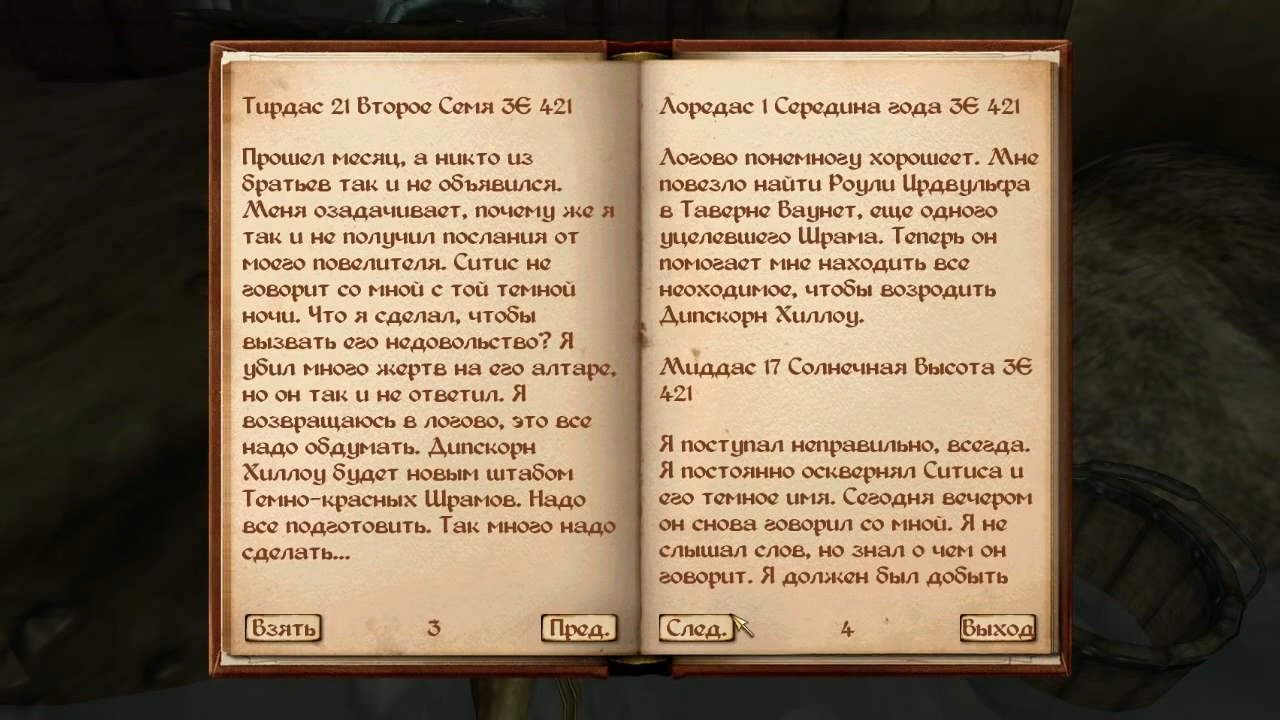 Тирдас 21 Второе Семя 3Е 421
Прошел месяц, а никто из
братьев так и не объявился.
Меня озадачивает, почему же я
так и не получил послания от
моего повелителя. Ситис не
говорит со мной с той темной
ночи. Что я сделал, чтобы
вызвать его недовольство? Я
убил много жертв на его алтаре,
но он так и не ответил. Я
возвращаюсь в логово, это все
надо обдумать. Дипскорн
Хиллоу будет новым штабом
Темно-красных Шрамов. Надо
все подготовить. Так много надо
сделать...
Взять
3
Пред.
Лоредас 1 Середина года 3Е 421
Логово понемногу хорошеет. Мне
повезло найти Роули Ирдвульфа
в Таверне Ваунет, еще одного
уцелевшего Шрама. Теперь он
помогает мне находить все
неоходимое, чтобы возродить
Дипскорн Хиллоу.
Миддас 17 Солнечная Высота 3Е
421
Я поступал неправильно, всегда.
Я постоянно осквернял Ситиса и
его темное имя. Сегодня вечером
он снова говорил со мной. Я не
слышал слов, но знал о чем он
говорит. Я должен был добыть
След.
4
Выход